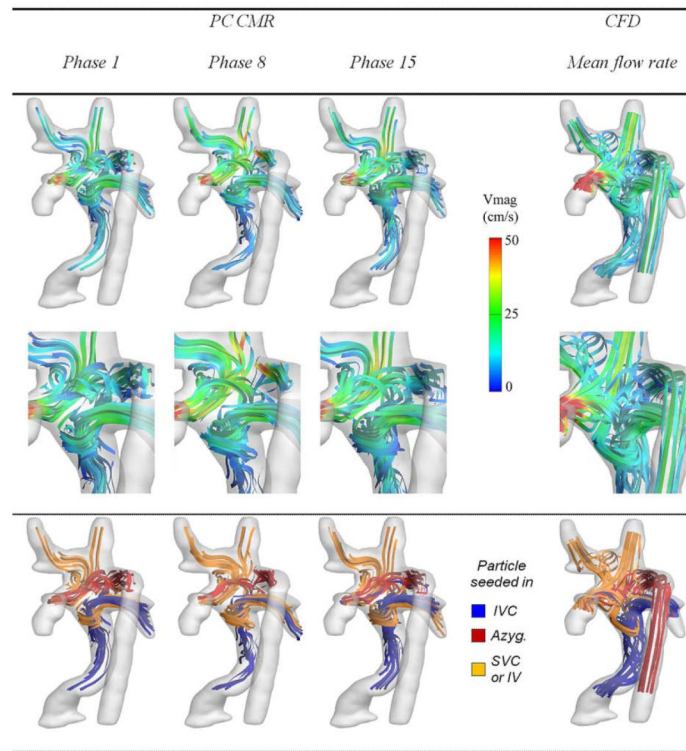 PC CMR CFD
Phase 1 Phase 8 Phase 15 Mean flow rate
Vmag
(cm/s)
50
25
0
Particle
seeded in
IVC
Azyg.
SVC
or IV